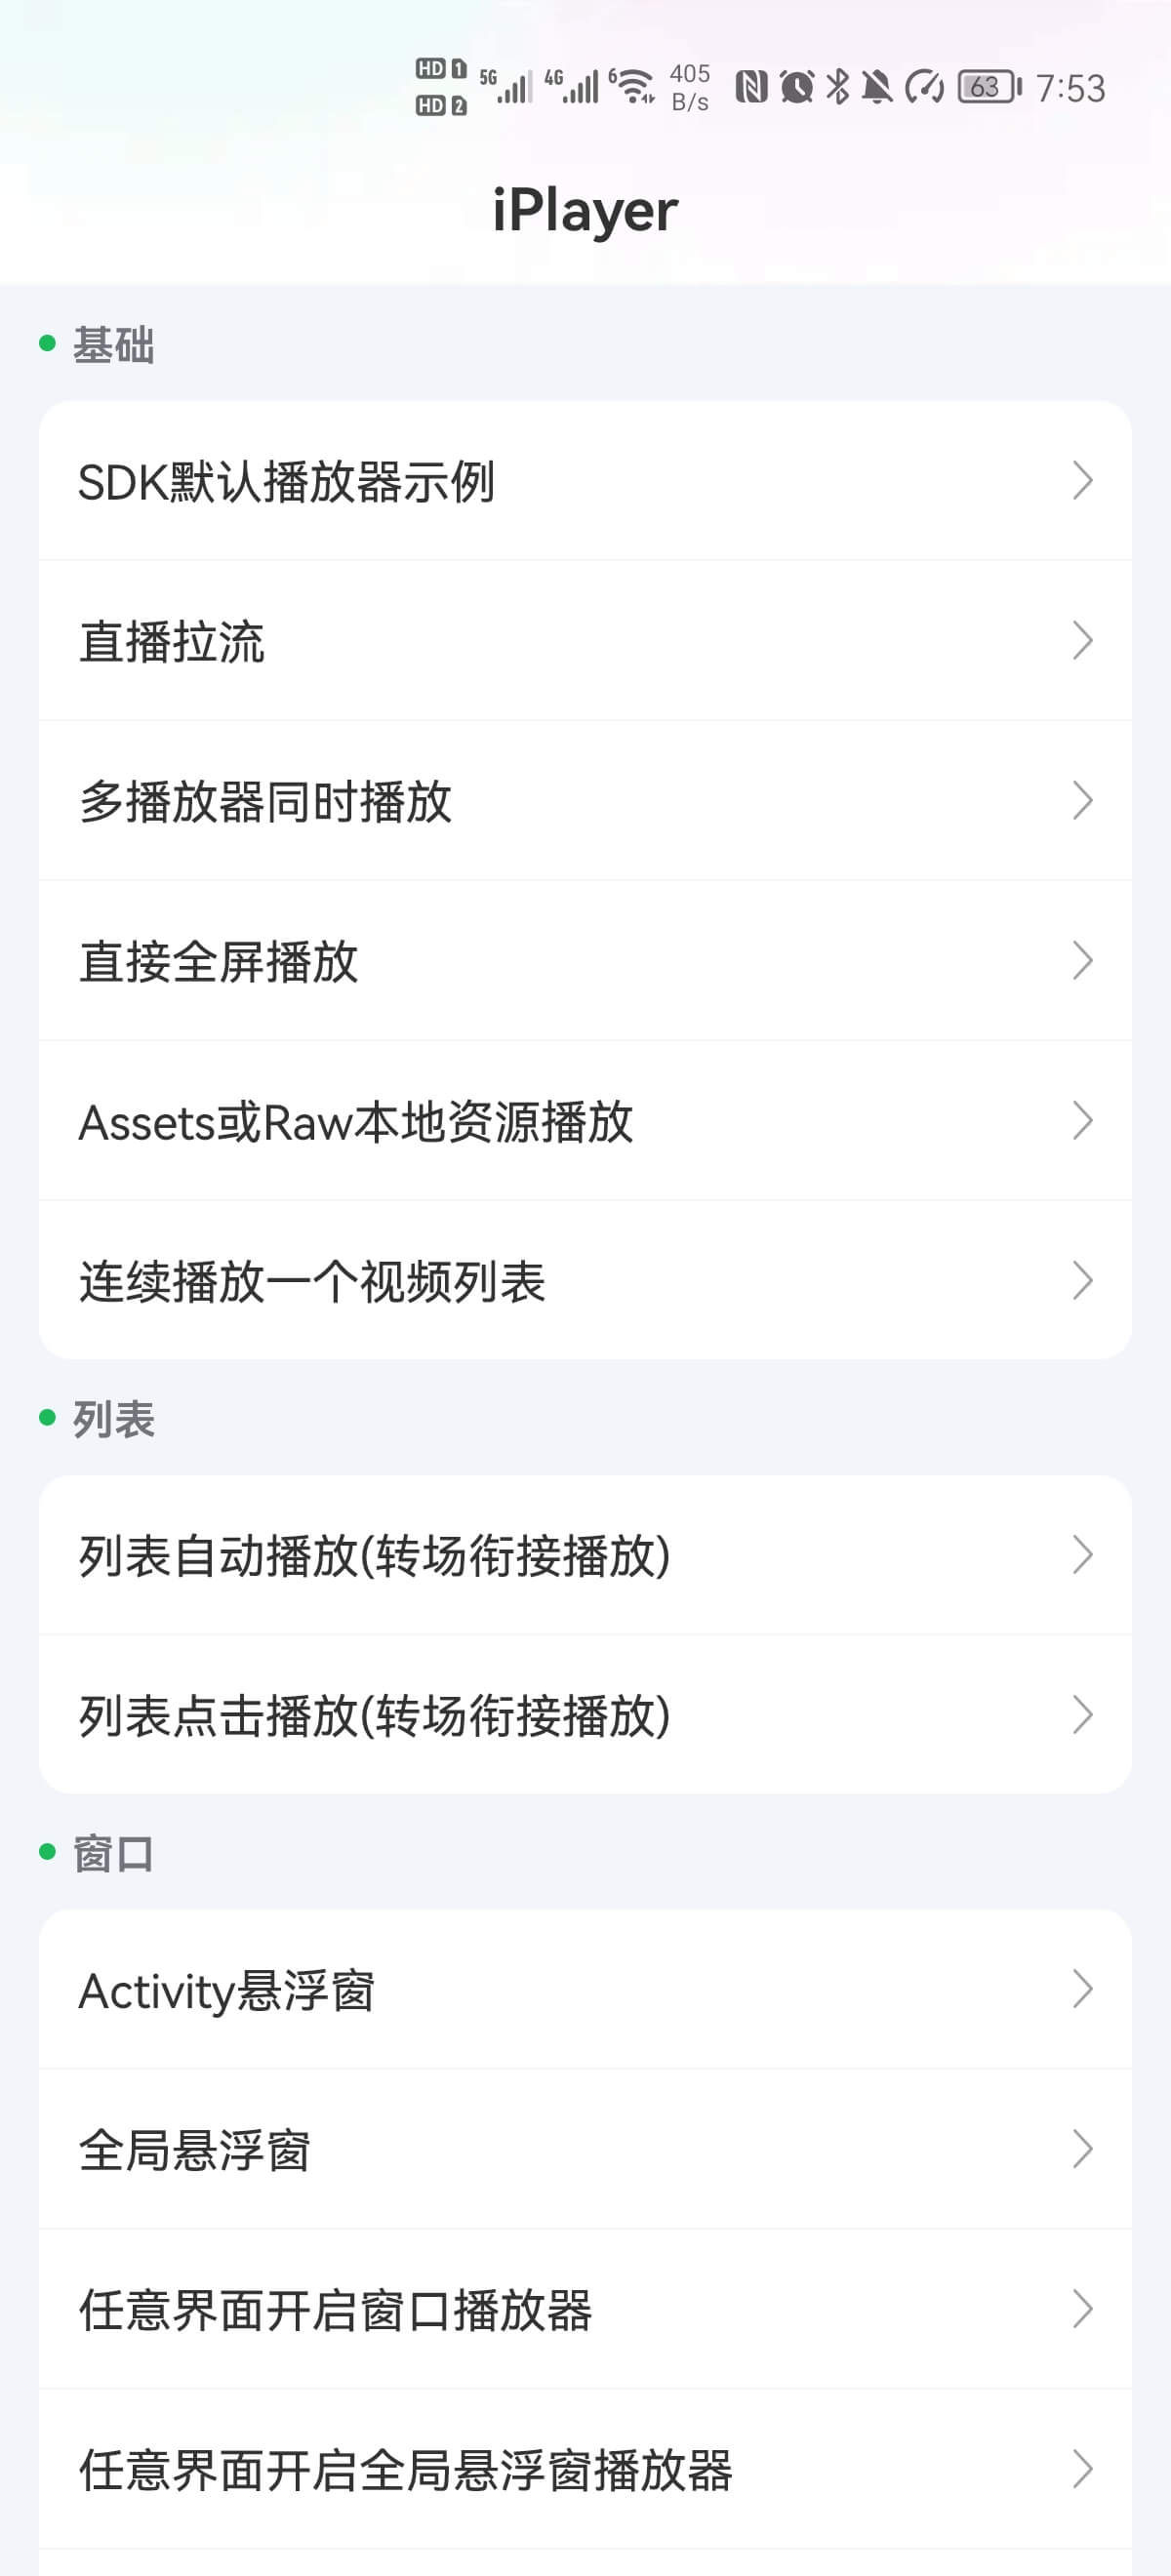 HD 1 5G 4G 6 405 63 7:53
HD 2 B/s
iPlayer
基础
SDK默认播放器示例
直播拉流
多播放器同时播放
直接全屏播放
Assets或Raw本地资源播放
连续播放一个视频列表
列表
列表自动播放(转场衔接播放)
列表点击播放(转场衔接播放)
窗口
Activity悬浮窗
全局悬浮窗
任意界面开启窗口播放器
任意界面开启全局悬浮窗播放器